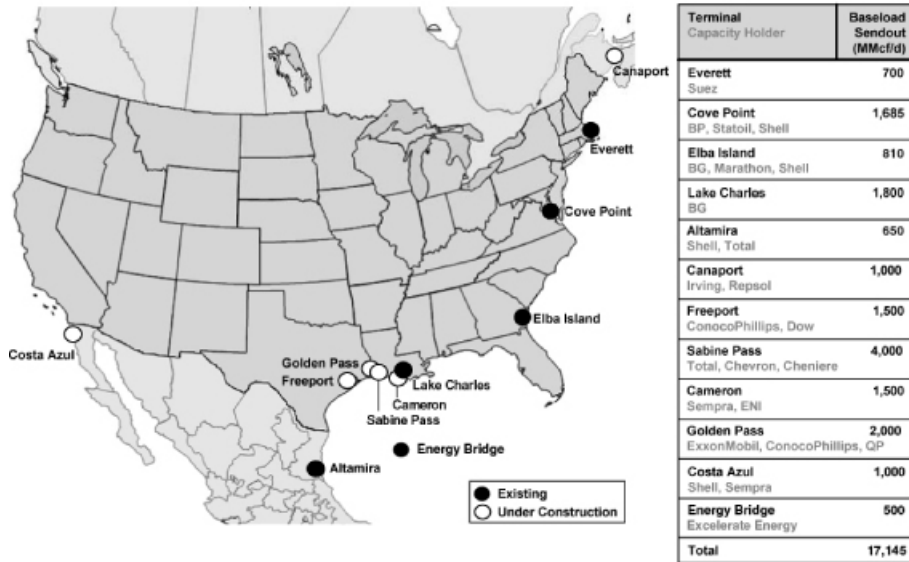 Canaport
Everett
Cove Point
Elba Island
Costa Azul
Golden Pass
Freeport
Lake Charles
Cameron
Sabine Pass
Energy Bridge
Altamira
Existing
Under Construction
Terminal Baseload
Capacity Holder Sendout
(MMcf/d)
Everett 700
Suez
Cove Point 1,685
BP, Statoil, Shell
Elba Island 810
BG, Marathon, Shell
Lake Charles 1,800
BG
Altamira 650
Shell, Total
Canaport 1,000
Irving, Repsol
Freeport 1,500
ConocoPhillips, Dow
Sabine Pass 4,000
Total, Chevron, Cheniere
Cameron 1,500
Sempra, ENI
Golden Pass 2,000
ExxonMobil, ConocoPhillips, QP
Costa Azul 1,000
Shell, Sempra
Energy Bridge 500
Excelerate Energy
Total 17,145